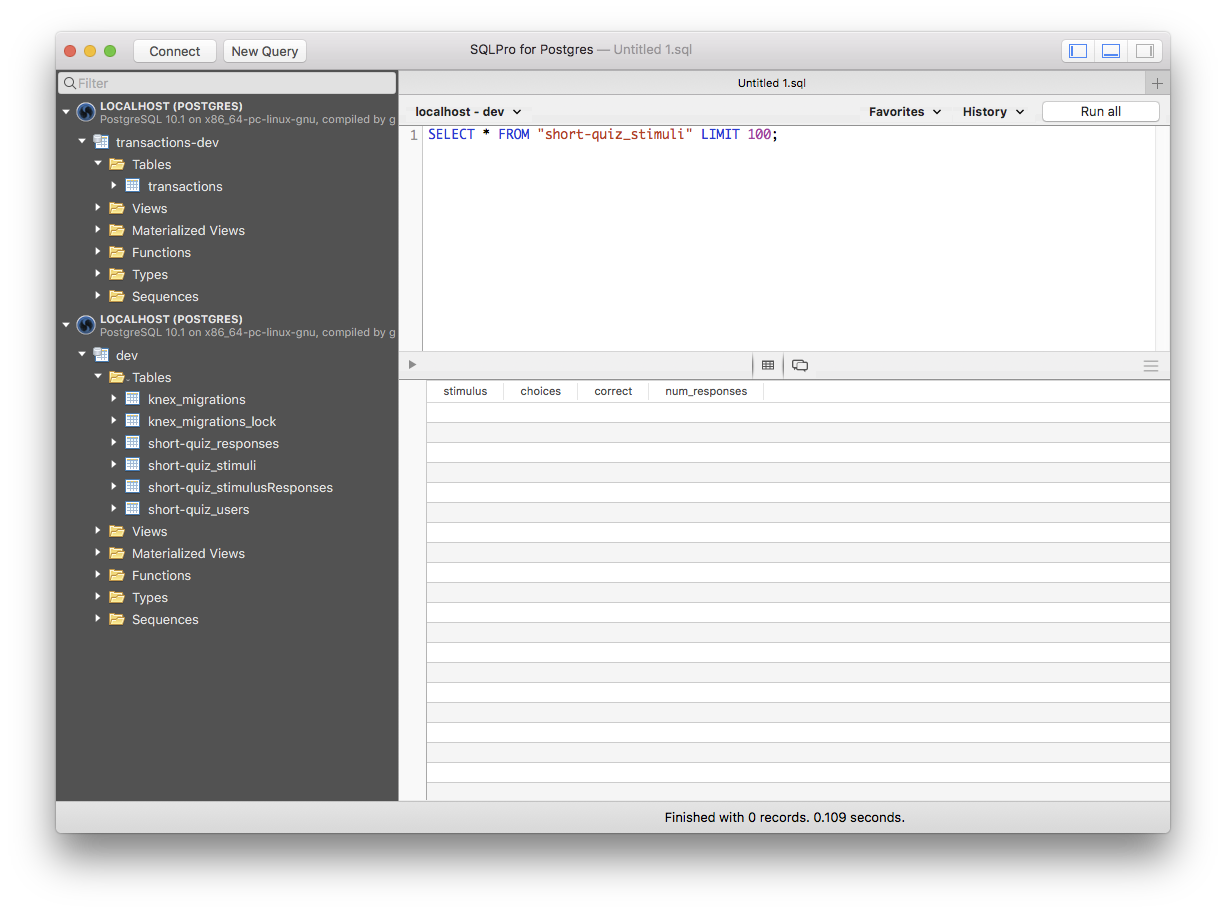 Connect
New Query
SQLPro for Postgres — Untitled 1.sql
Filter
LOCALHOST (POSTGRES)
PostgreSQL 10.1 on x86_64-pc-linux-gnu, compiled by g
transactions-dev
Tables
transactions
Views
Materialized Views
Functions
Types
Sequences
LOCALHOST (POSTGRES)
PostgreSQL 10.1 on x86_64-pc-linux-gnu, compiled by g
dev
Tables
knex_migrations
knex_migrations_lock
short-quiz_responses
short-quiz_stimuli
short-quiz_stimulusResponses
short-quiz_users
Views
Materialized Views
Functions
Types
Sequences
Untitled 1.sql
localhost - dev
Favorites
History
Run all
1 SELECT * FROM "short-quiz_stimuli" LIMIT 100;
stimulus choices correct num_responses
Finished with 0 records. 0.109 seconds.